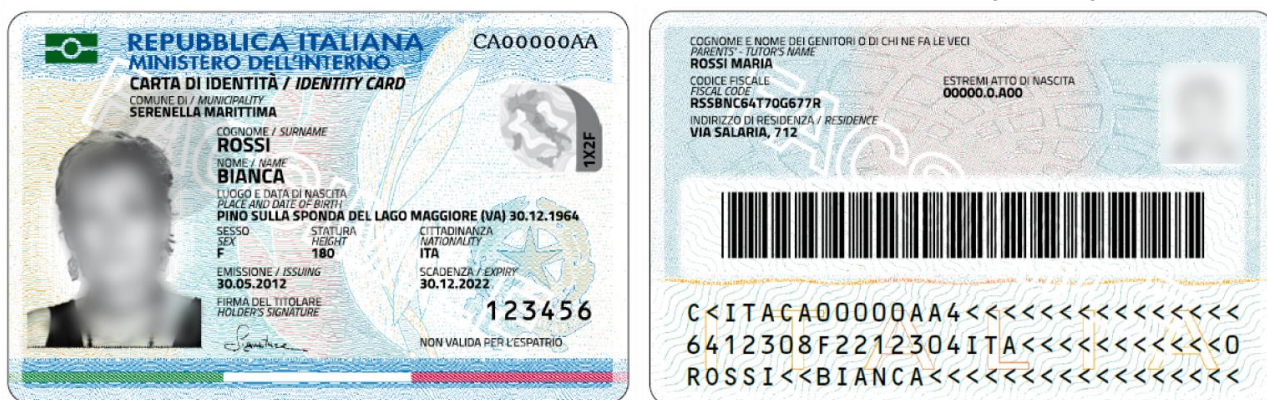 REPUBBLICA ITALIANA
MINISTERO DELL'INTERNO
CA00000AA
CARTA DI IDENTITÀ / IDENTITY CARD
COMUNE DI / MUNICIPALITY
SERENELLA MARITTIMA
COGNOME / SURNAME
ROSSI
NOME / NAME
BIANCA
LUOGO E DATA DI NASCITA
PLACE AND DATE OF BIRTH
PINO SULLA SPONDA DEL LAGO MAGGIORE (VA) 30.12.1964
SESSO STATURA CITTADINANZA
SEX HEIGHT NATIONALITY
F 180 ITA
EMISSIONE / ISSUING SCADENZA / EXPIRY
30.05.2012 30.12.2022
FIRMA DEL TITOLARE
HOLDER'S SIGNATURE
Signature
123456
NON VALIDA PER L'ESPATRIO
1X2F
COGNOME E NOME DEI GENITORI O DI CHI NE FA LE VECI
PARENTS' - TUTOR'S NAME
ROSSI MARIA
CODICE FISCALE ESTREMI ATTO DI NASCITA
FISCAL CODE 00000.0.A00
RSSBNC64T70G677R
INDIRIZZO DI RESIDENZA / RESIDENCE
VIA SALARIA, 712
C<ITACA00000AA4<<<<<<<<<<<<<<<
6412308F2212304ITA<<<<<<<<<<<0
ROSSI<<BIANCA<<<<<<<<<<<<<<<<<
ITALIA